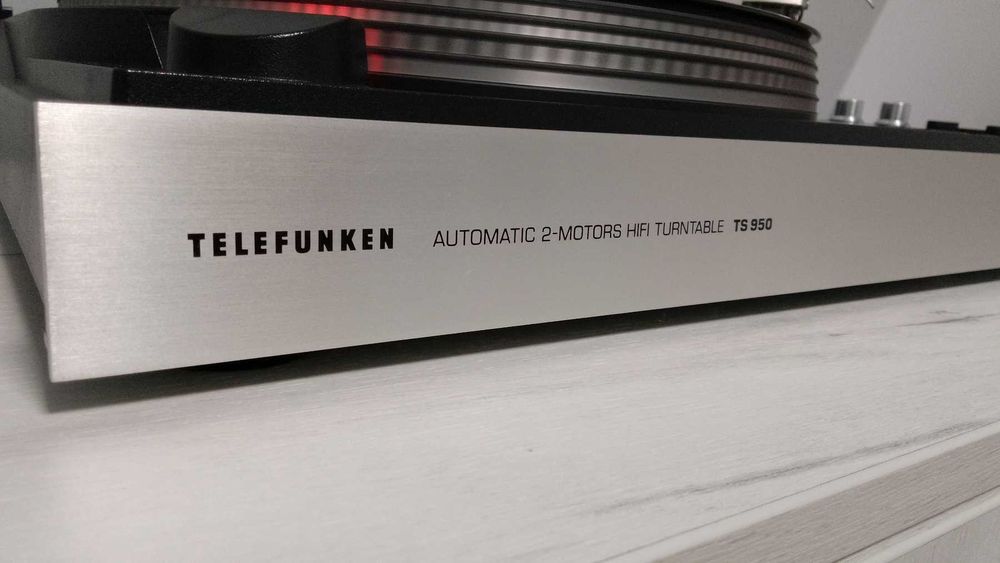 TELEFUNKEN AUTOMATIC 2-MOTORS HIFI TURNTABLE TS 950